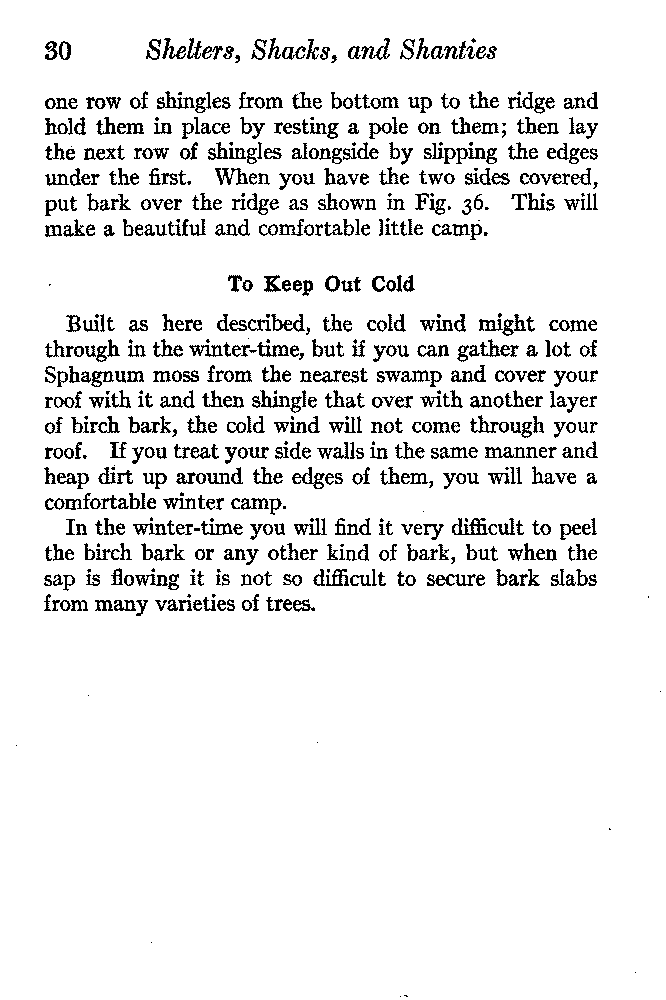 30 Shelters, Shacks, and Shanties
one row of shingles from the bottom up to the ridge and
hold them in place by resting a pole on them; then lay
the next row of shingles alongside by slipping the edges
under the first. When you have the two sides covered,
put bark over the ridge as shown in Fig. 36. This will
make a beautiful and comfortable little camp.
To Keep Out Cold
Built as here described, the cold wind might come
through in the winter-time, but if you can gather a lot of
Sphagnum moss from the nearest swamp and cover your
roof with it and then shingle that over with another layer
of birch bark, the cold wind will not come through your
roof. If you treat your side walls in the same manner and
heap dirt up around the edges of them, you will have a
comfortable winter camp.
In the winter-time you will find it very difficult to peel
the birch bark or any other kind of bark, but when the
sap is flowing it is not so difficult to secure bark slabs
from many varieties of trees.